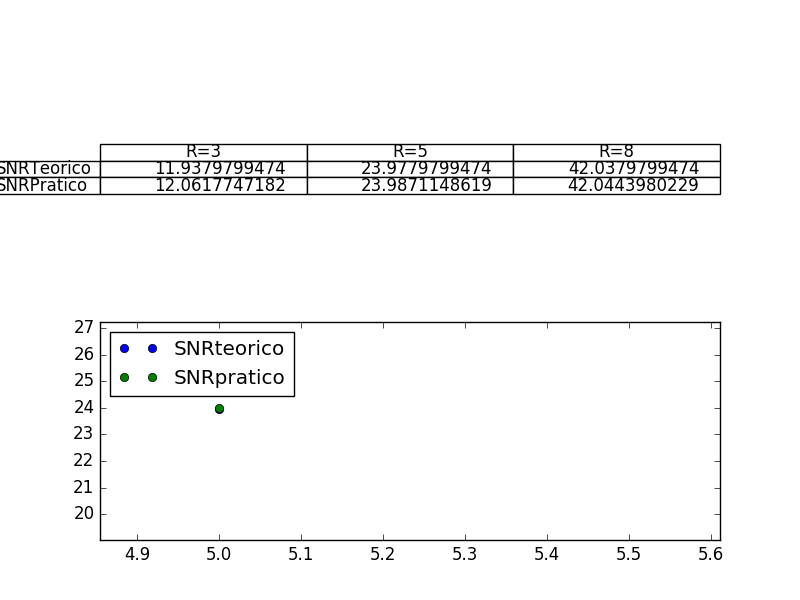 R=3 R=5 R=8
SNRTeorico 11.9379799474 23.9779799474 42.0379799474
SNRPratico 12.0617747182 23.9871148619 42.0443980229
27
26
25
24
23
22
21
20
SNRteorico
SNRpratico
4.9 5.0 5.1 5.2 5.3 5.4 5.5 5.6